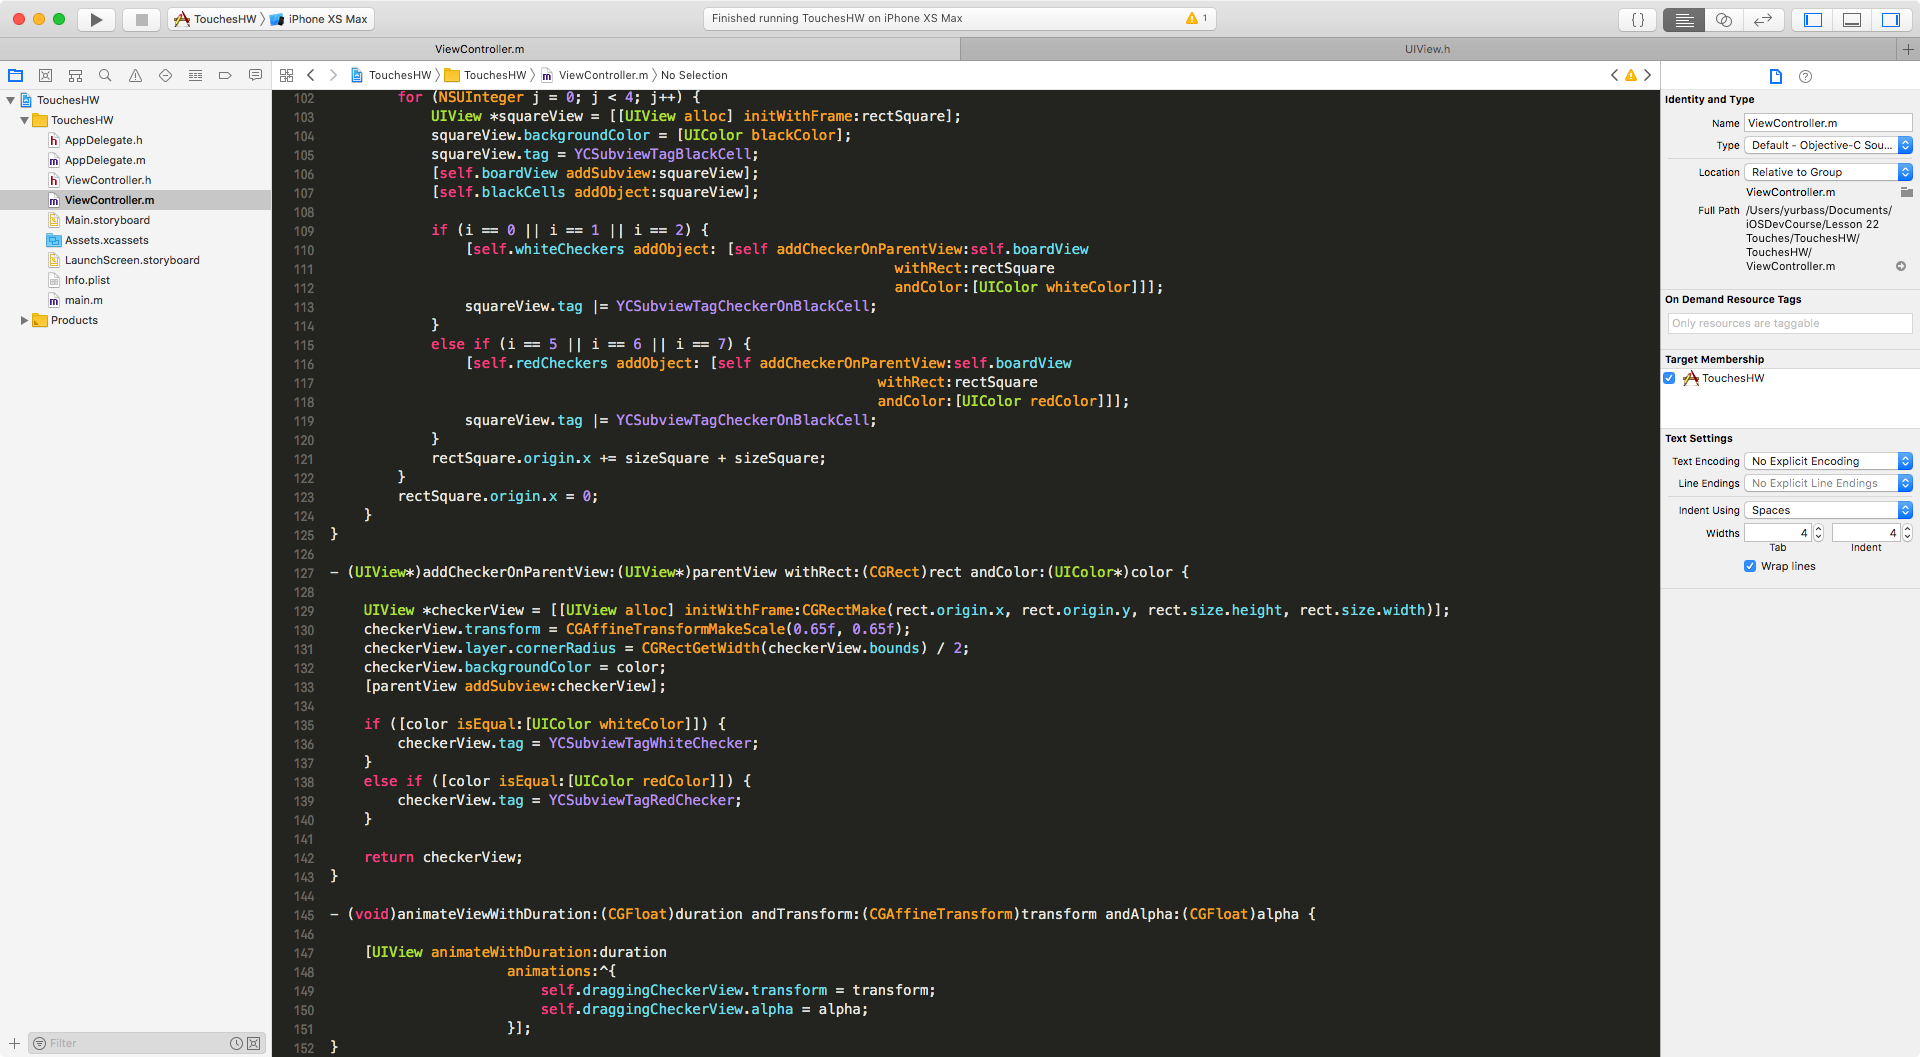 TouchesHW iPhone XS Max
Finished running TouchesHW on iPhone XS Max 1
{ }
ViewController.m
UIView.h
TouchesHW TouchesHW ViewController.m No Selection
TouchesHW
TouchesHW
AppDelegate.h
AppDelegate.m
ViewController.h
ViewController.m
Main.storyboard
Assets.xcassets
LaunchScreen.storyboard
Info.plist
main.m
Products
Filter
102 for (NSUInteger j = 0; j < 4; j++) {
103 UIView *squareView = [[UIView alloc] initWithFrame:rectSquare];
104 squareView.backgroundColor = [UIColor blackColor];
105 squareView.tag = YCSubviewTagBlackCell;
106 [self.boardView addSubview:squareView];
107 [self.blackCells addObject:squareView];
108
109 if (i == 0 || i == 1 || i == 2) {
110 [self.whiteCheckers addObject: [self addCheckerOnParentView:self.boardView
111 withRect:rectSquare
112 andColor:[UIColor whiteColor]]];
113 squareView.tag |= YCSubviewTagCheckerOnBlackCell;
114 }
115 else if (i == 5 || i == 6 || i == 7) {
116 [self.redCheckers addObject: [self addCheckerOnParentView:self.boardView
117 withRect:rectSquare
118 andColor:[UIColor redColor]]];
119 squareView.tag |= YCSubviewTagCheckerOnBlackCell;
120 }
121 rectSquare.origin.x += sizeSquare + sizeSquare;
122 }
123 rectSquare.origin.x = 0;
124 }
125 }
126
127 - (UIView*)addCheckerOnParentView:(UIView*)parentView withRect:(CGRect)rect andColor:(UIColor*)color {
128
129 UIView *checkerView = [[UIView alloc] initWithFrame:CGRectMake(rect.origin.x, rect.origin.y, rect.size.height, rect.size.width)];
130 checkerView.transform = CGAffineTransformMakeScale(0.65f, 0.65f);
131 checkerView.layer.cornerRadius = CGRectGetWidth(checkerView.bounds) / 2;
132 checkerView.backgroundColor = color;
133 [parentView addSubview:checkerView];
134
135 if ([color isEqual:[UIColor whiteColor]]) {
136 checkerView.tag = YCSubviewTagWhiteChecker;
137 }
138 else if ([color isEqual:[UIColor redColor]]) {
139 checkerView.tag = YCSubviewTagRedChecker;
140 }
141
142 return checkerView;
143 }
144
145 - (void)animateViewWithDuration:(CGFloat)duration andTransform:(CGAffineTransform)transform andAlpha:(CGFloat)alpha {
146
147 [UIView animateWithDuration:duration
148 animations:^{
149 self.draggingCheckerView.transform = transform;
150 self.draggingCheckerView.alpha = alpha;
151 }];
152 }
Identity and Type
Name ViewController.m
Type Default - Objective-C Sou...
Location Relative to Group
ViewController.m
Full Path /Users/yurbass/Documents/
iOSDevCourse/Lesson 22
Touches/TouchesHW/
TouchesHW/
ViewController.m
On Demand Resource Tags
Only resources are taggable
Target Membership
TouchesHW
Text Settings
Text Encoding No Explicit Encoding
Line Endings No Explicit Line Endings
Indent Using Spaces
Widths 4 4
Tab Indent
Wrap lines